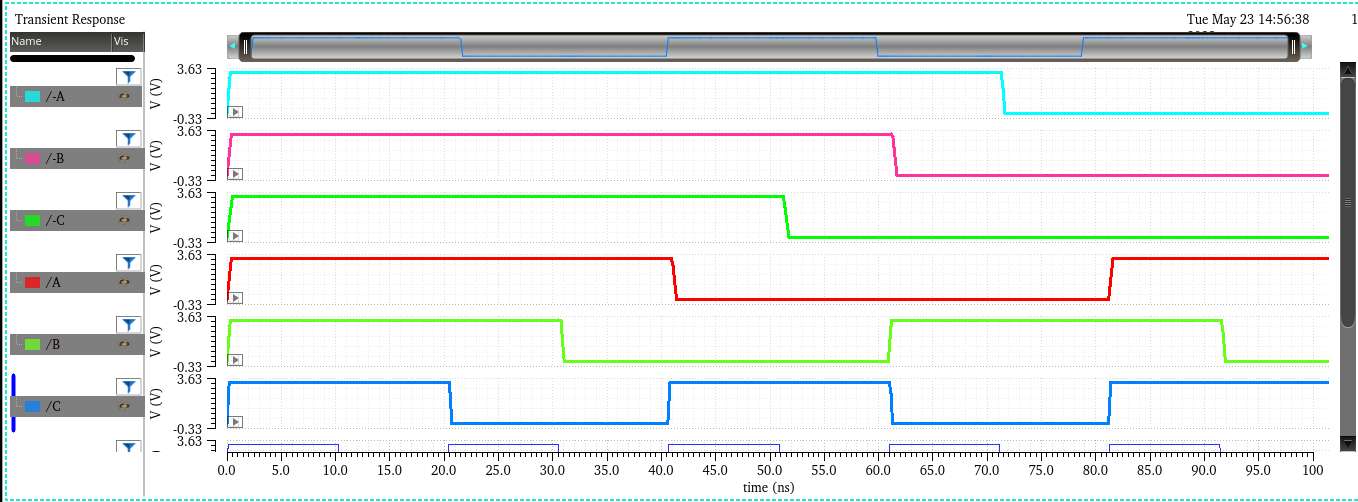 Transient Response
Tue May 23 14:56:38
1
Name Vis
3.63
/-A
V (V)
-0.33
3.63
/-B
V (V)
-0.33
3.63
/-C
V (V)
-0.33
3.63
/A
V (V)
-0.33
3.63
/B
V (V)
-0.33
3.63
/C
V (V)
-0.33
3.63
0.0 5.0 10.0 15.0 20.0 25.0 30.0 35.0 40.0 45.0 50.0 55.0 60.0 65.0 70.0 75.0 80.0 85.0 90.0 95.0 100
time (ns)